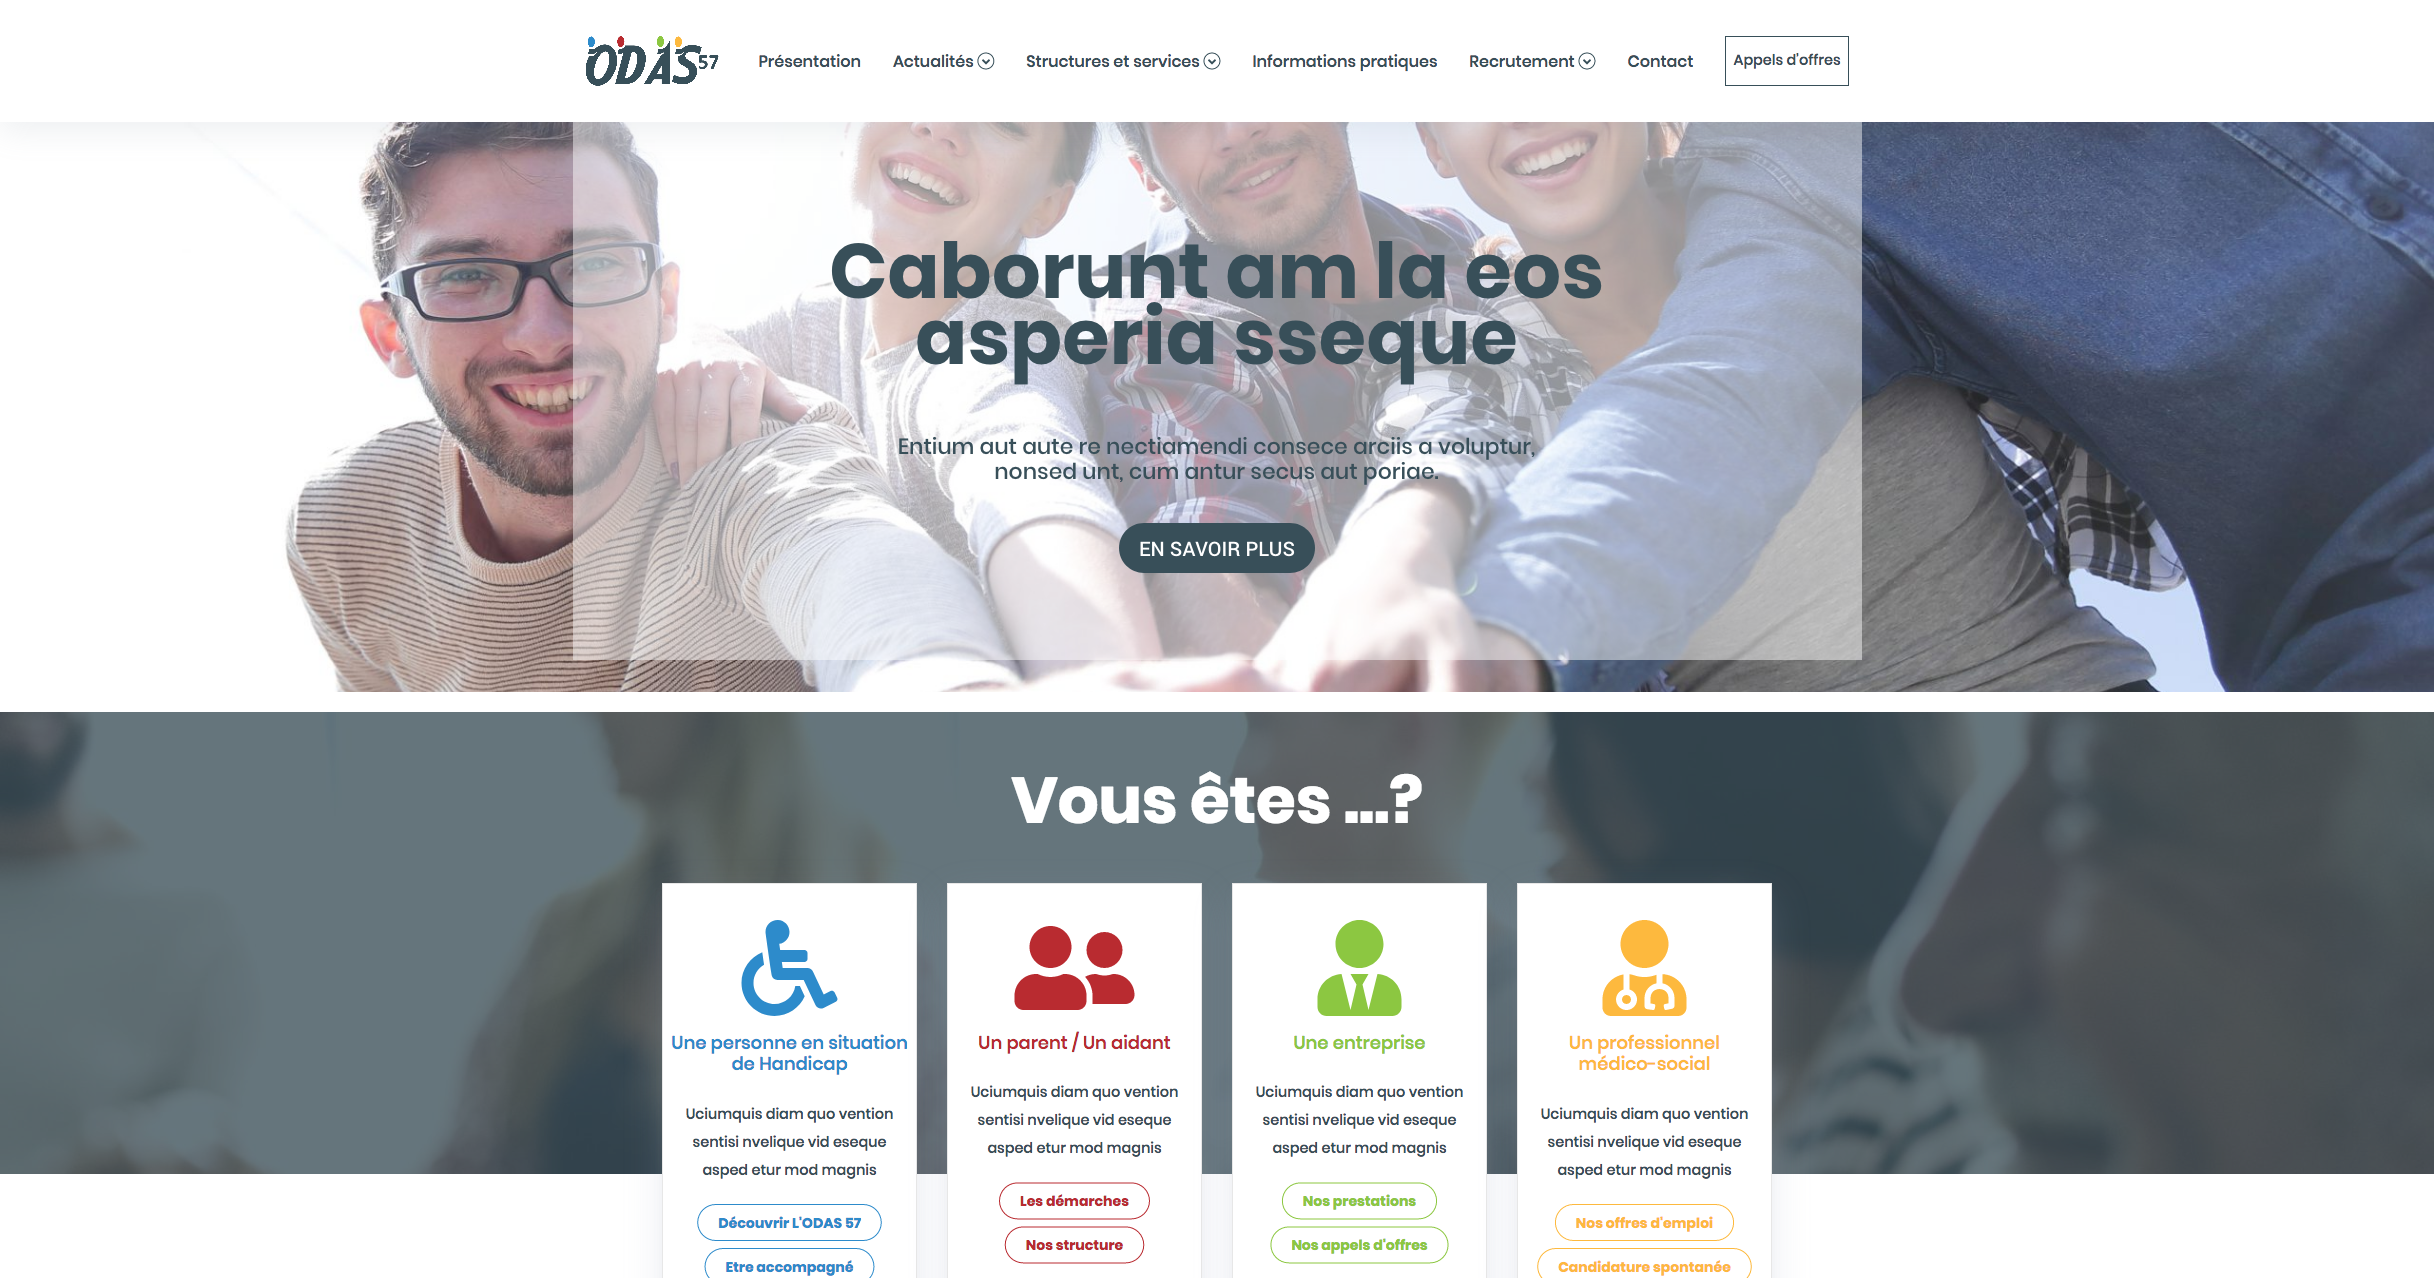 ODAS 57
Présentation
Actualités
Structures et services
Informations pratiques
Recrutement
Contact
Appels d'offres
Caborunt am la eos
asperia sseque
Entium aut aute re nectiamendi consece arciis a voluptur,
nonsed unt, cum antur secus aut poriae.
EN SAVOIR PLUS
Vous êtes ...?
Une personne en situation
de Handicap
Uciumquis diam quo vention
sentisi nvelique vid eseque
asped etur mod magnis
Découvrir L'ODAS 57
Etre accompagné
Un parent / Un aidant
Uciumquis diam quo vention
sentisi nvelique vid eseque
asped etur mod magnis
Les démarches
Nos structure
Une entreprise
Uciumquis diam quo vention
sentisi nvelique vid eseque
asped etur mod magnis
Nos prestations
Nos appels d'offres
Un professionnel
médico-social
Uciumquis diam quo vention
sentisi nvelique vid eseque
asped etur mod magnis
Nos offres d'emploi
Candidature spontanée